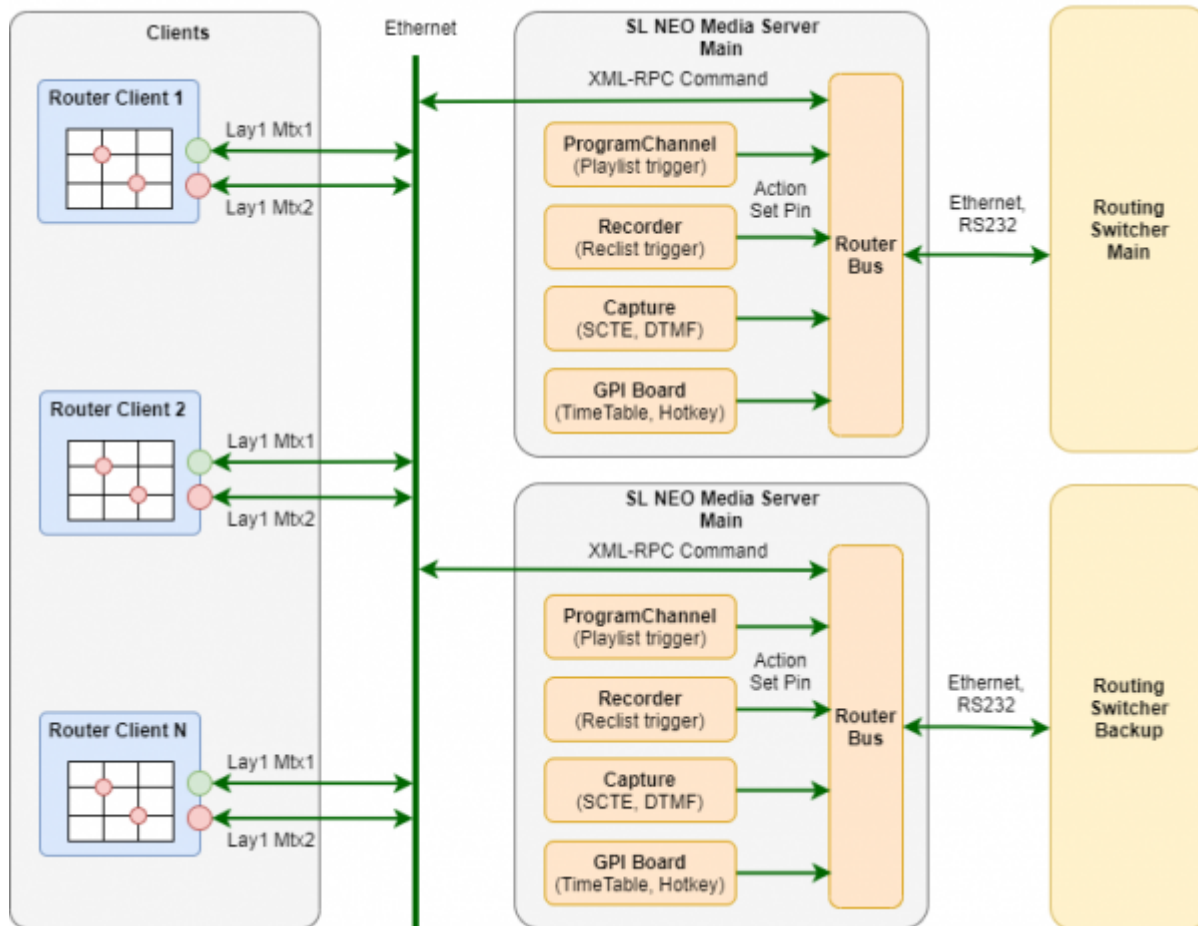 Clients
Router Client 1
Lay1 Mtx1
Lay1 Mtx2
Router Client 2
Lay1 Mtx1
Lay1 Mtx2
Router Client N
Lay1 Mtx1
Lay1 Mtx2
Ethernet
SL NEO Media Server
Main
XML-RPC Command
ProgramChannel
(Playlist trigger)
Action
Set Pin
Recorder
(Reclist trigger)
Capture
(SCTE, DTMF)
GPI Board
(TimeTable, Hotkey)
Router
Bus
Ethernet,
RS232
Routing
Switcher
Main
SL NEO Media Server
Main
XML-RPC Command
ProgramChannel
(Playlist trigger)
Action
Set Pin
Recorder
(Reclist trigger)
Capture
(SCTE, DTMF)
GPI Board
(TimeTable, Hotkey)
Router
Bus
Ethernet,
RS232
Routing
Switcher
Backup